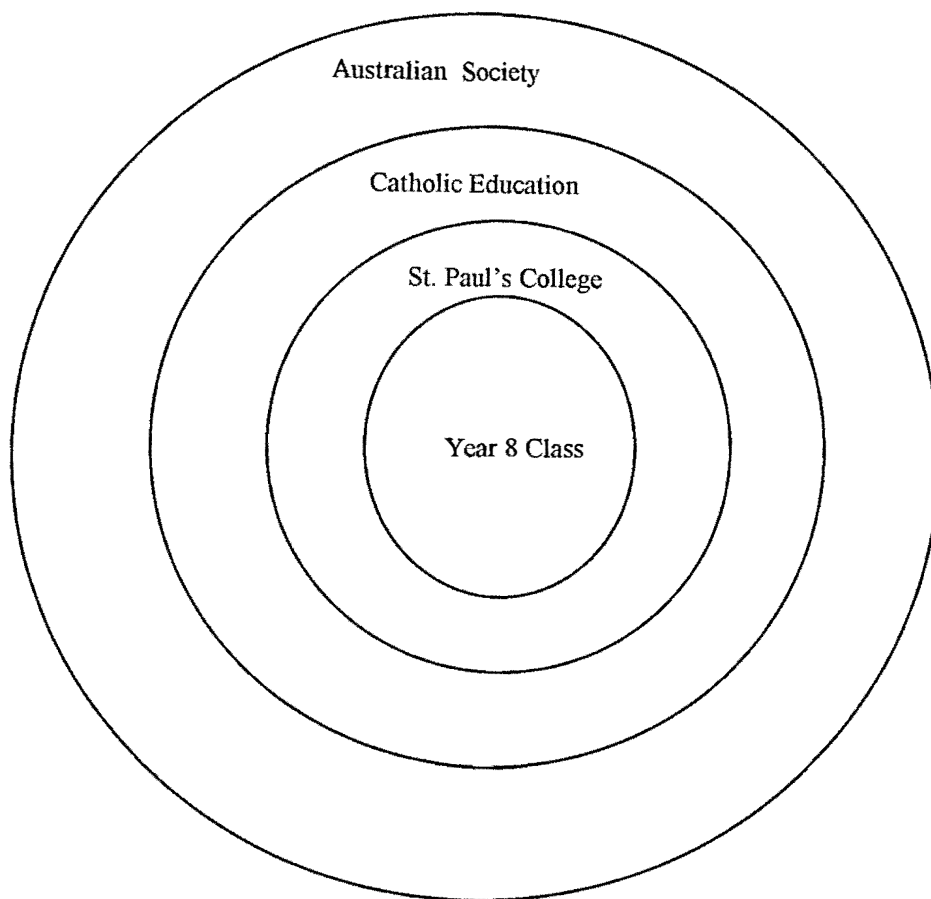 Australian Society
Catholic Education
St. Paul's College
Year 8 Class